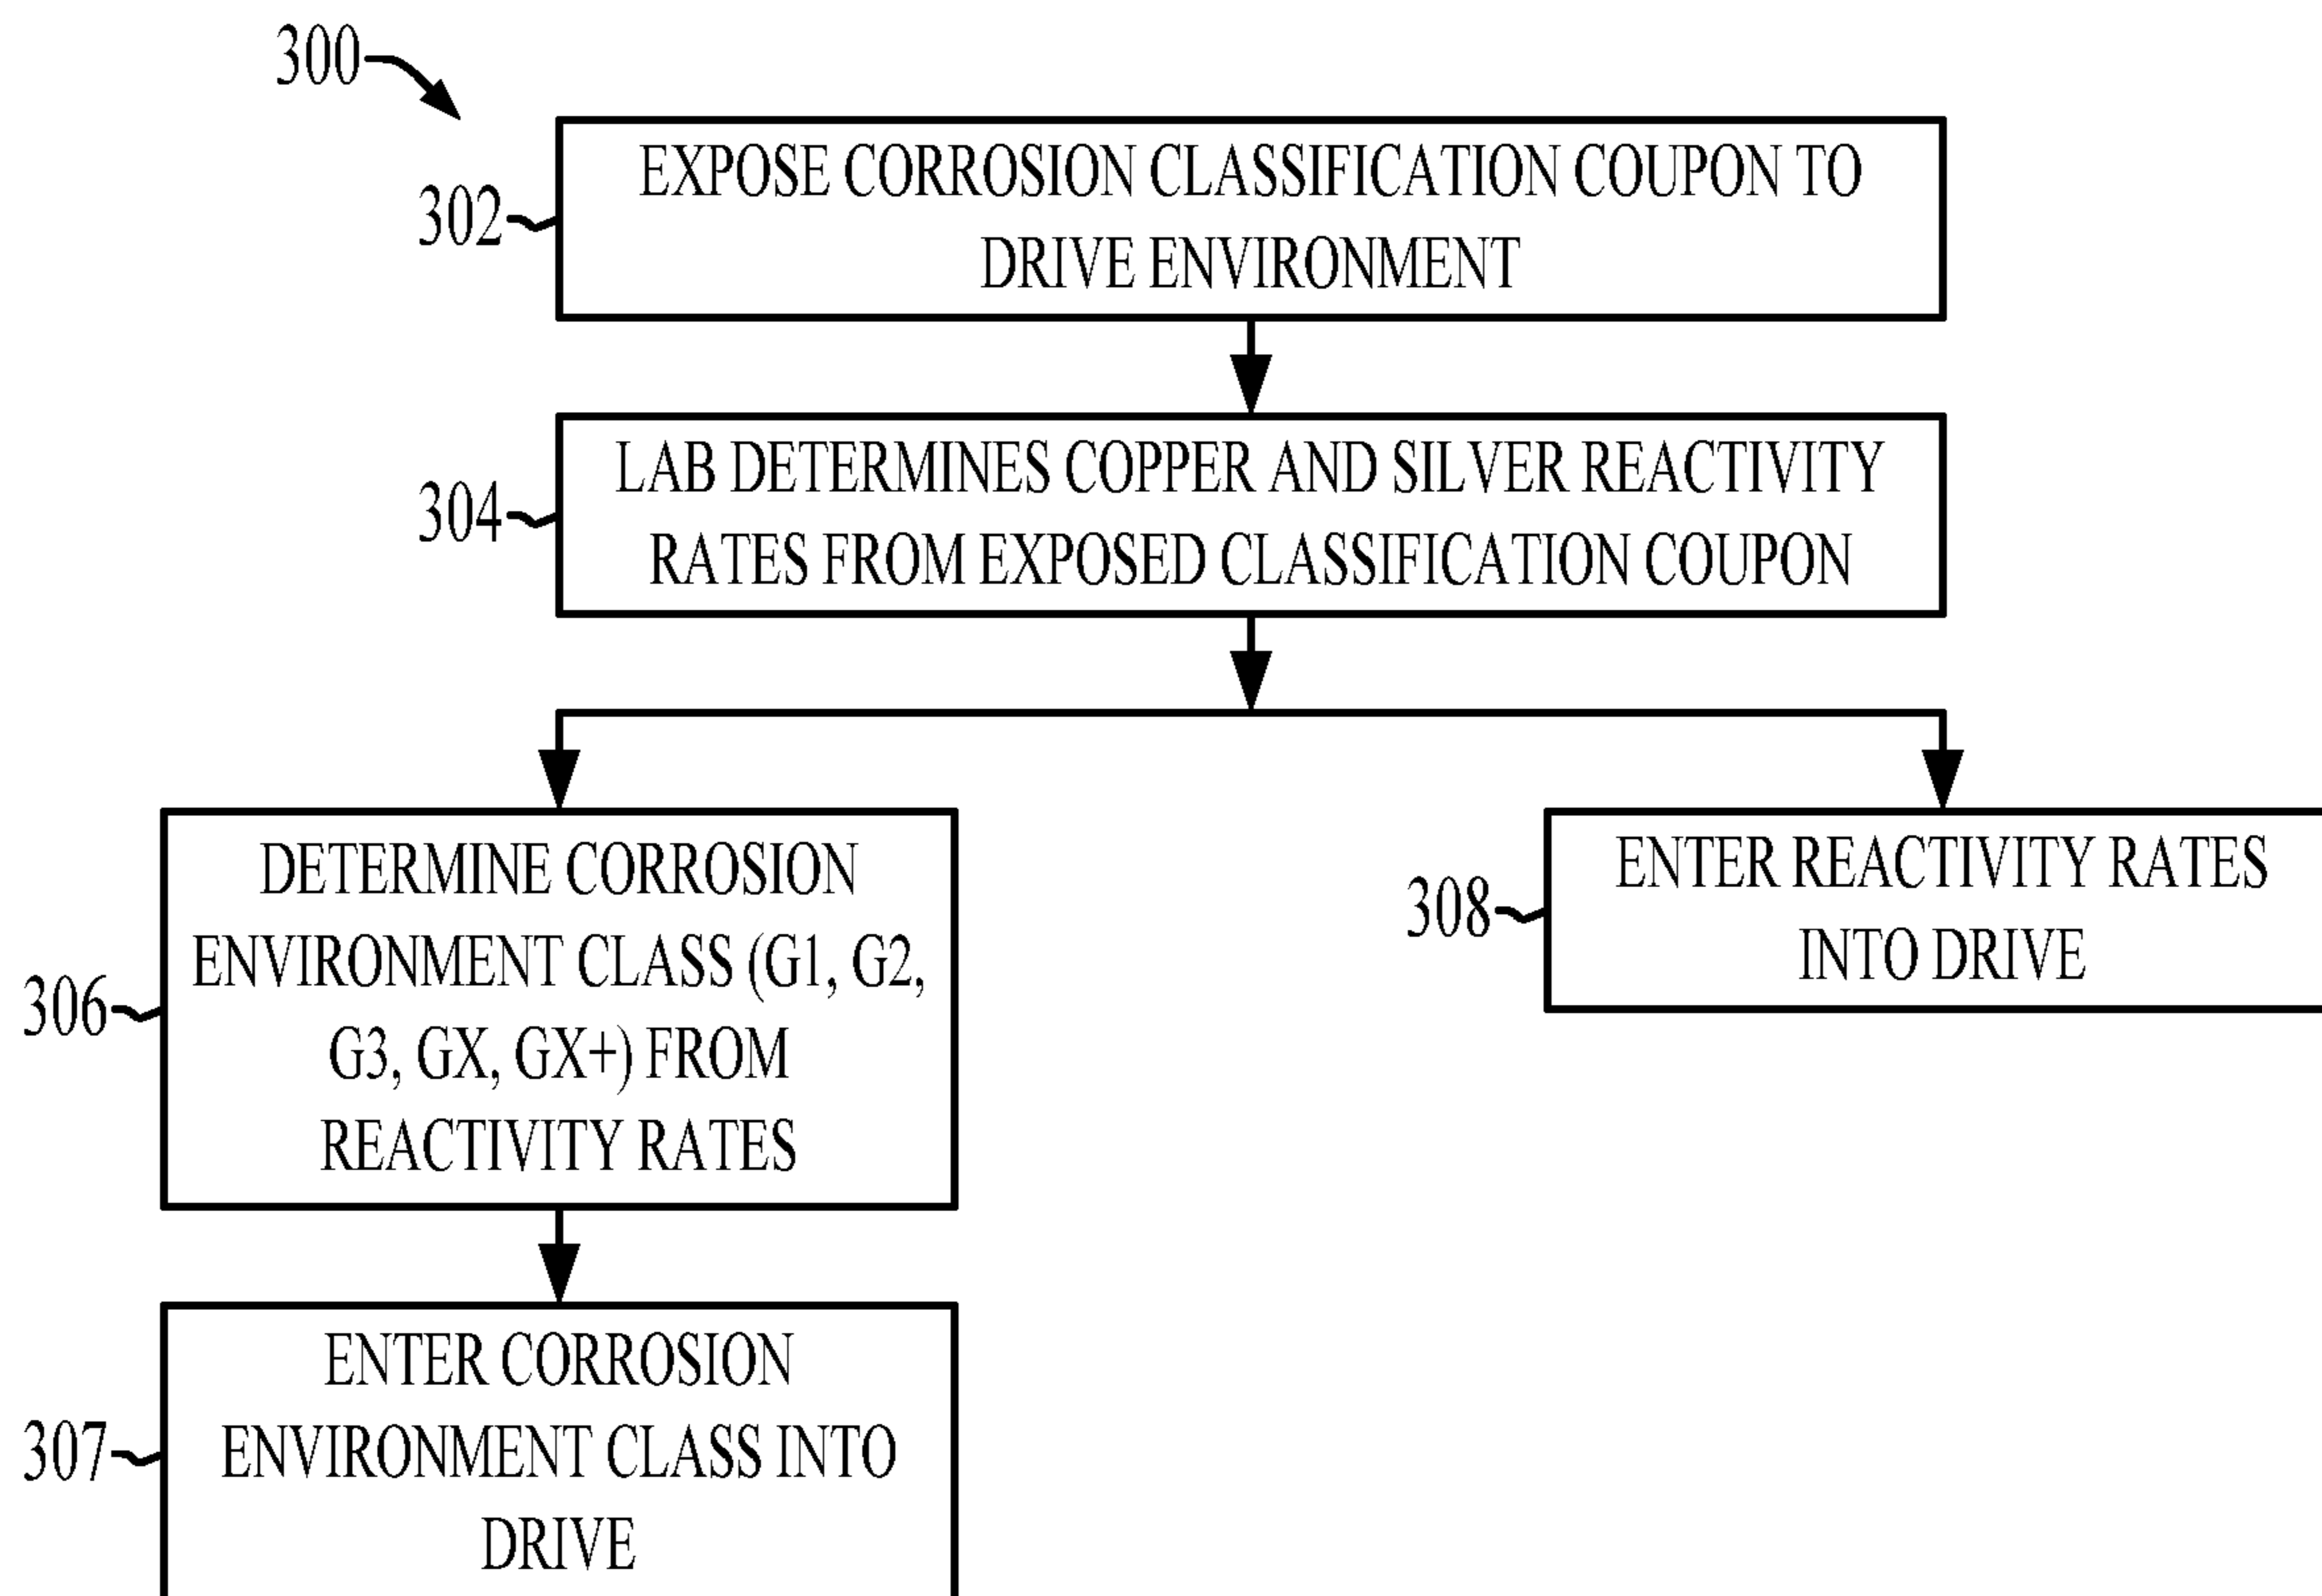 300
302
EXPOSE CORROSION CLASSIFICATION COUPON TO
DRIVE ENVIRONMENT
304
LAB DETERMINES COPPER AND SILVER REACTIVITY
RATES FROM EXPOSED CLASSIFICATION COUPON
306
DETERMINE CORROSION
ENVIRONMENT CLASS (G1, G2,
G3, GX, GX+) FROM
REACTIVITY RATES
308
ENTER REACTIVITY RATES
INTO DRIVE
307
ENTER CORROSION
ENVIRONMENT CLASS INTO
DRIVE